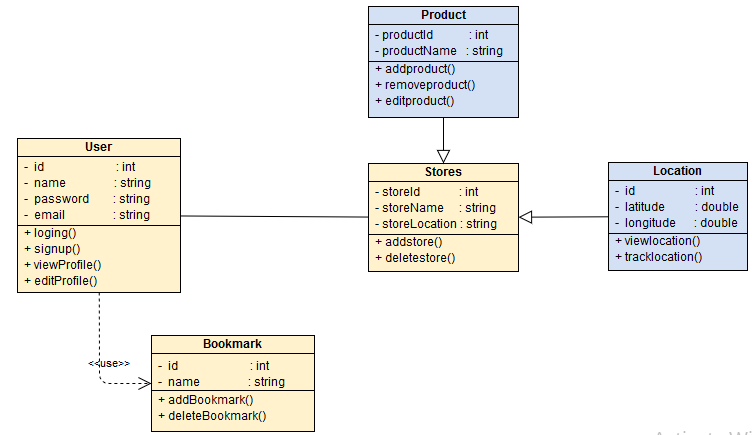 Product
- productId : int
- productName : string
+ addproduct()
+ removeproduct()
+ editproduct()
User
- id : int
- name : string
- password : string
- email : string
+ loging()
+ signup()
+ viewProfile()
+ editProfile()
Stores
- storeId : int
- storeName : string
- storeLocation : string
+ addstore()
+ deletestore()
Location
- id : int
- latitude : double
- longitude : double
+ viewlocation()
+ tracklocation()
<<use>>
Bookmark
- id : int
- name : string
+ addBookmark()
+ deleteBookmark()